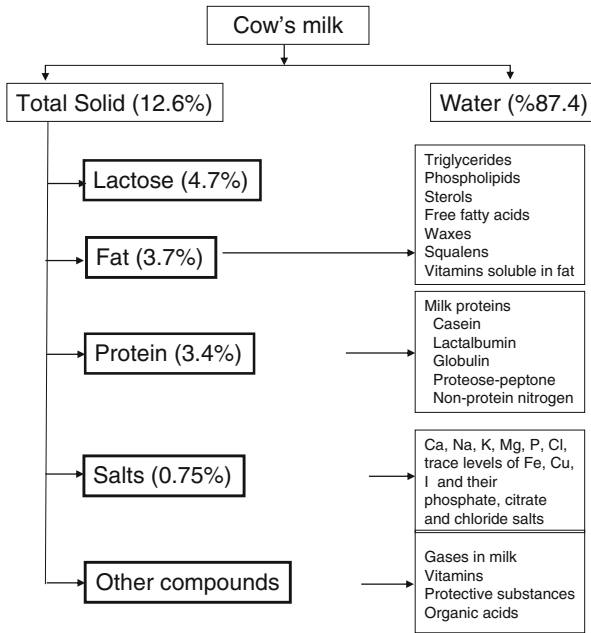 Cow's milk
Total Solid (12.6%)
Water (%87.4)
Lactose (4.7%)
Triglycerides
Phospholipids
Sterols
Free fatty acids
Waxes
Squalens
Vitamins soluble in fat
Fat (3.7%)
Milk proteins
Casein
Lactalbumin
Globulin
Proteose-peptone
Non-protein nitrogen
Protein (3.4%)
Salts (0.75%)
Ca, Na, K, Mg, P, Cl,
trace levels of Fe, Cu,
I and their
phosphate, citrate
and chloride salts
Other compounds
Gases in milk
Vitamins
Protective substances
Organic acids